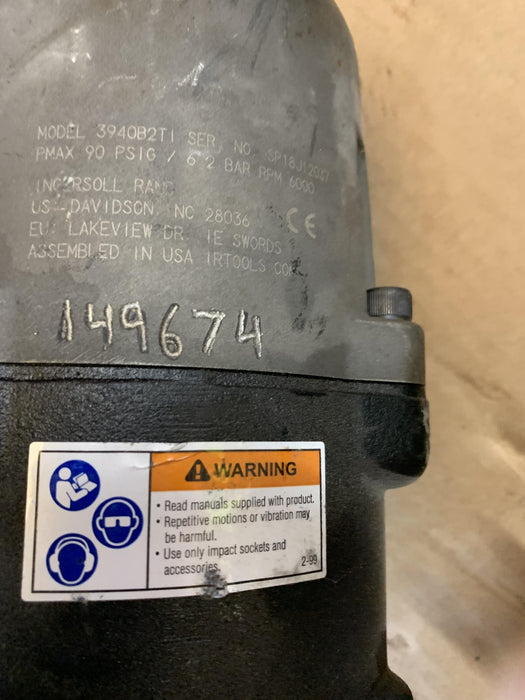 MODEL 3940B2TI SER. NO. SP18J12037
PMAX 90 PSIG / 6.2 BAR RPM 6000
INGERSOLL RAND
US-DAVIDSON, NC 28036 CE
EU LAKEVIEW DR. IE SWORDS
ASSEMBLED IN USA IRTOOLS.COM
149674
WARNING
• Read manuals supplied with product.
• Repetitive motions or vibration may
be harmful.
• Use only impact sockets and
accessories.
2-99